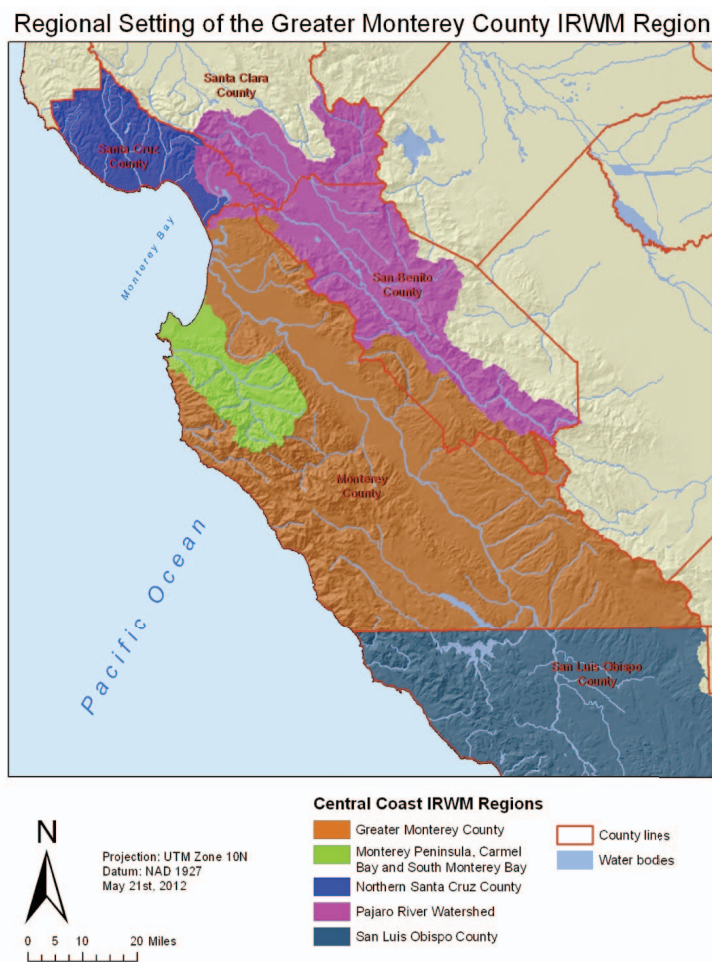 Regional Setting of the Greater Monterey County IRWM Region
Santa Clara
County
Santa Cruz
County
Monterey Bay
San Benito
County
Monterey
County
Pacific Ocean
San Luis Obispo
County
N
Projection: UTM Zone 10N
Datum: NAD 1927
May 21st, 2012
0 5 10 20 Miles
Central Coast IRWM Regions
Greater Monterey County
Monterey Peninsula, Carmel
Bay and South Monterey Bay
Northern Santa Cruz County
Pajaro River Watershed
San Luis Obispo County
County lines
Water bodies